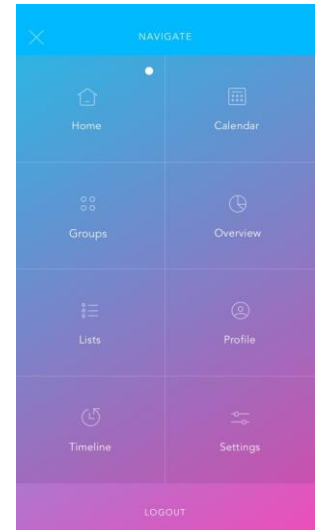 NAVIGATE
Home
Calendar
Groups
Overview
Lists
Profile
Timeline
Settings
LOGOUT